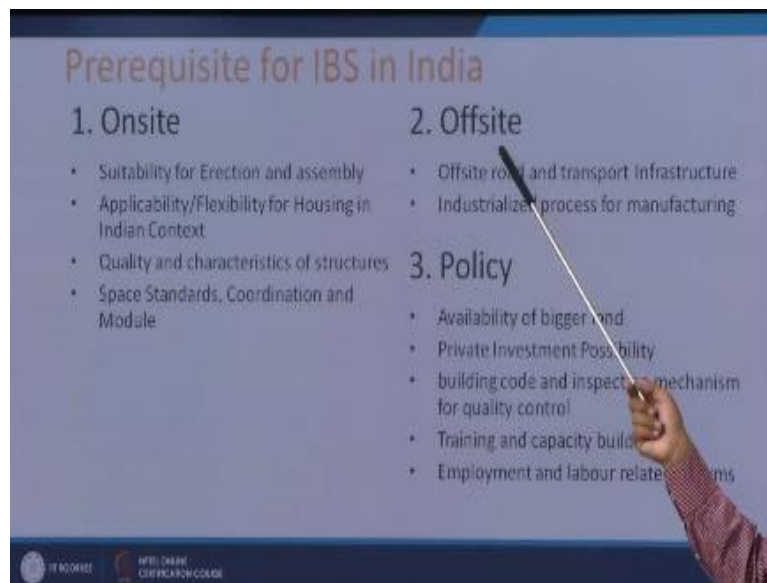 Prerequisite for IBS in India
1. Onsite
• Suitability for Erection and assembly
• Applicability/Flexibility for Housing in
Indian Context
• Quality and characteristics of structures
• Space Standards, Coordination and
Module
2. Offsite
• Offsite road and transport Infrastructure
• Industrialized process for manufacturing
3. Policy
• Availability of bigger land
• Private Investment Possibility
• building code and inspection mechanism
for quality control
• Training and capacity
• Employment and labour
IIT ROORKEE
NPTEL ONLINE
CERTIFICATION COURSE